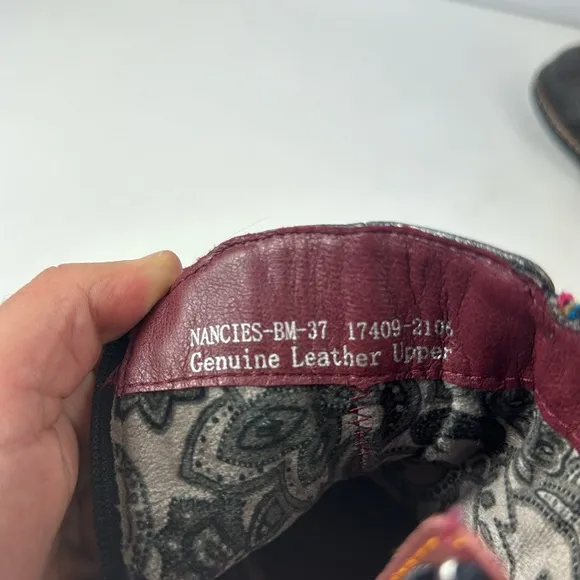 NANCIES-BM-37 17409-2106
Genuine Leather Upper